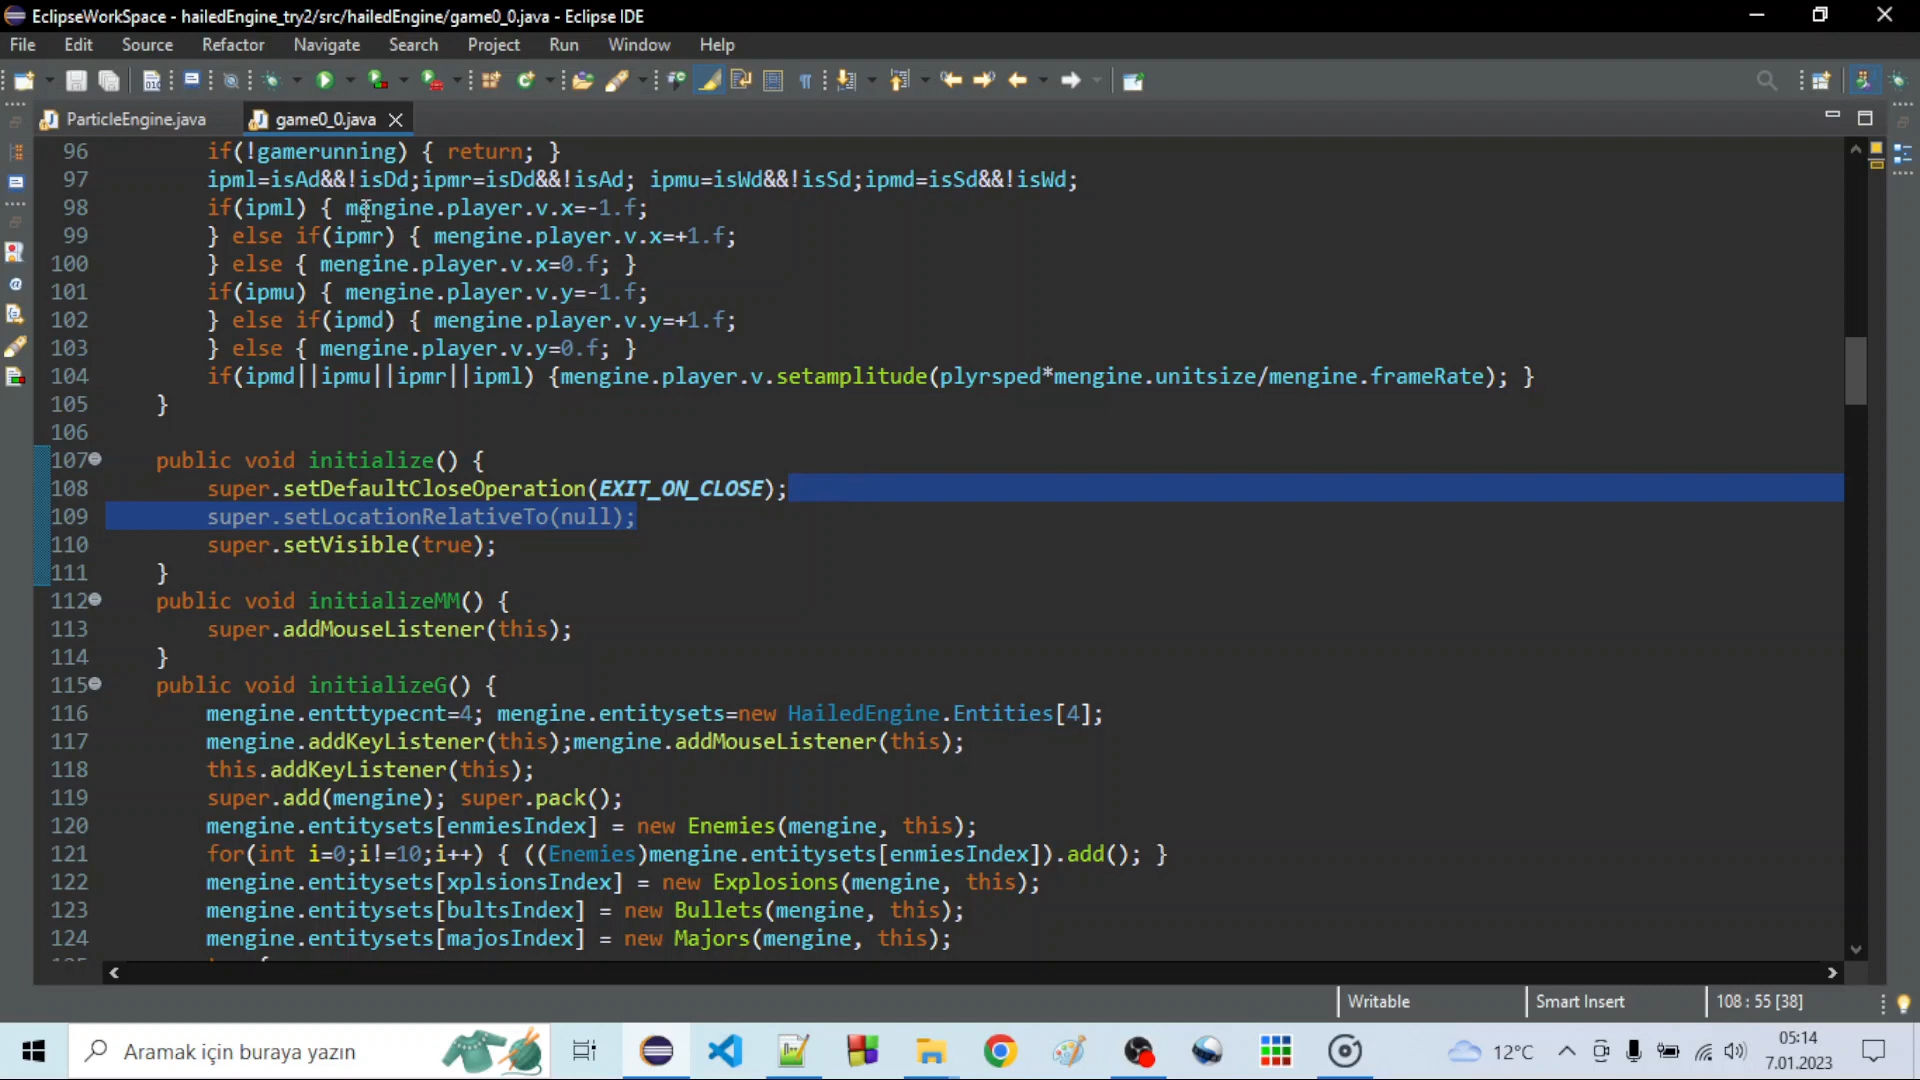 EclipseWorkSpace - hailedEngine_try2/src/hailedEngine/game0_0.java - Eclipse IDE
File Edit Source Refactor Navigate Search Project Run Window Help
ParticleEngine.java game0_0.java
96 if(!gamerunning) { return; }
97 ipml=isAd&&!isDd;ipmr=isDd&&!isAd; ipmu=isWd&&!isSd;ipmd=isSd&&!isWd;
98 if(ipml) { mengine.player.v.x=-1.f;
99 } else if(ipmr) { mengine.player.v.x=+1.f;
100 } else { mengine.player.v.x=0.f; }
101 if(ipmu) { mengine.player.v.y=-1.f;
102 } else if(ipmd) { mengine.player.v.y=+1.f;
103 } else { mengine.player.v.y=0.f; }
104 if(ipmd||ipmu||ipmr||ipml) {mengine.player.v.setamplitude(plyrsped*mengine.unitsize/mengine.frameRate); }
105 }
106
107 public void initialize() {
108 super.setDefaultCloseOperation(EXIT_ON_CLOSE);
109 super.setLocationRelativeTo(null);
110 super.setVisible(true);
111 }
112 public void initializeMM() {
113 super.addMouseListener(this);
114 }
115 public void initializeG() {
116 mengine.entttypecnt=4; mengine.entitysets=new HailedEngine.Entities[4];
117 mengine.addKeyListener(this);mengine.addMouseListener(this);
118 this.addKeyListener(this);
119 super.add(mengine); super.pack();
120 mengine.entitysets[enmiesIndex] = new Enemies(mengine, this);
121 for(int i=0;i!=10;i++) { ((Enemies)mengine.entitysets[enmiesIndex]).add(); }
122 mengine.entitysets[xplsionsIndex] = new Explosions(mengine, this);
123 mengine.entitysets[bultsIndex] = new Bullets(mengine, this);
124 mengine.entitysets[majosIndex] = new Majors(mengine, this);
Writable Smart Insert 108 : 55 [38]
Aramak için buraya yazın 12°C 05:14
7.01.2023